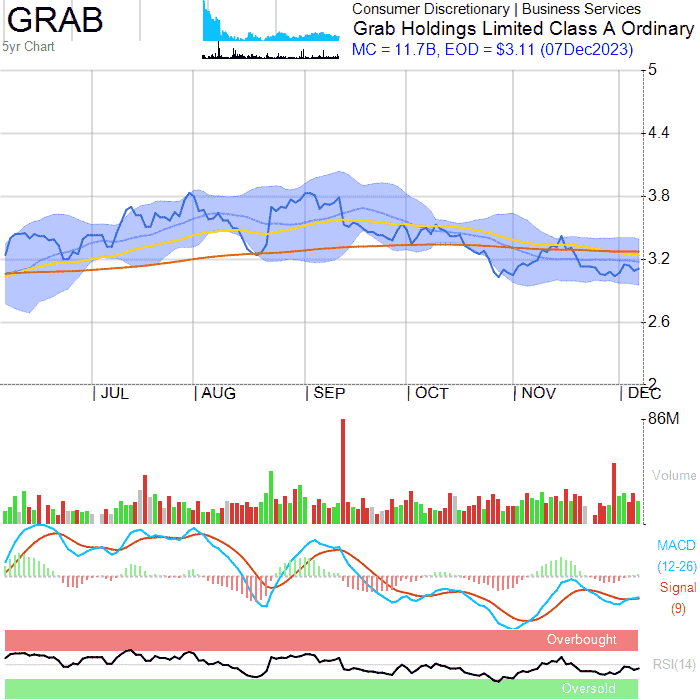 GRAB
5yr Chart
Consumer Discretionary | Business Services
Grab Holdings Limited Class A Ordinary
MC = 11.7B, EOD = $3.11 (07Dec2023)
5
4.4
3.8
3.2
2.6
2
JUL AUG SEP OCT NOV DEC
86M
Volume
MACD
(12-26)
Signal
(9)
Overbought
RSI(14)
Oversold